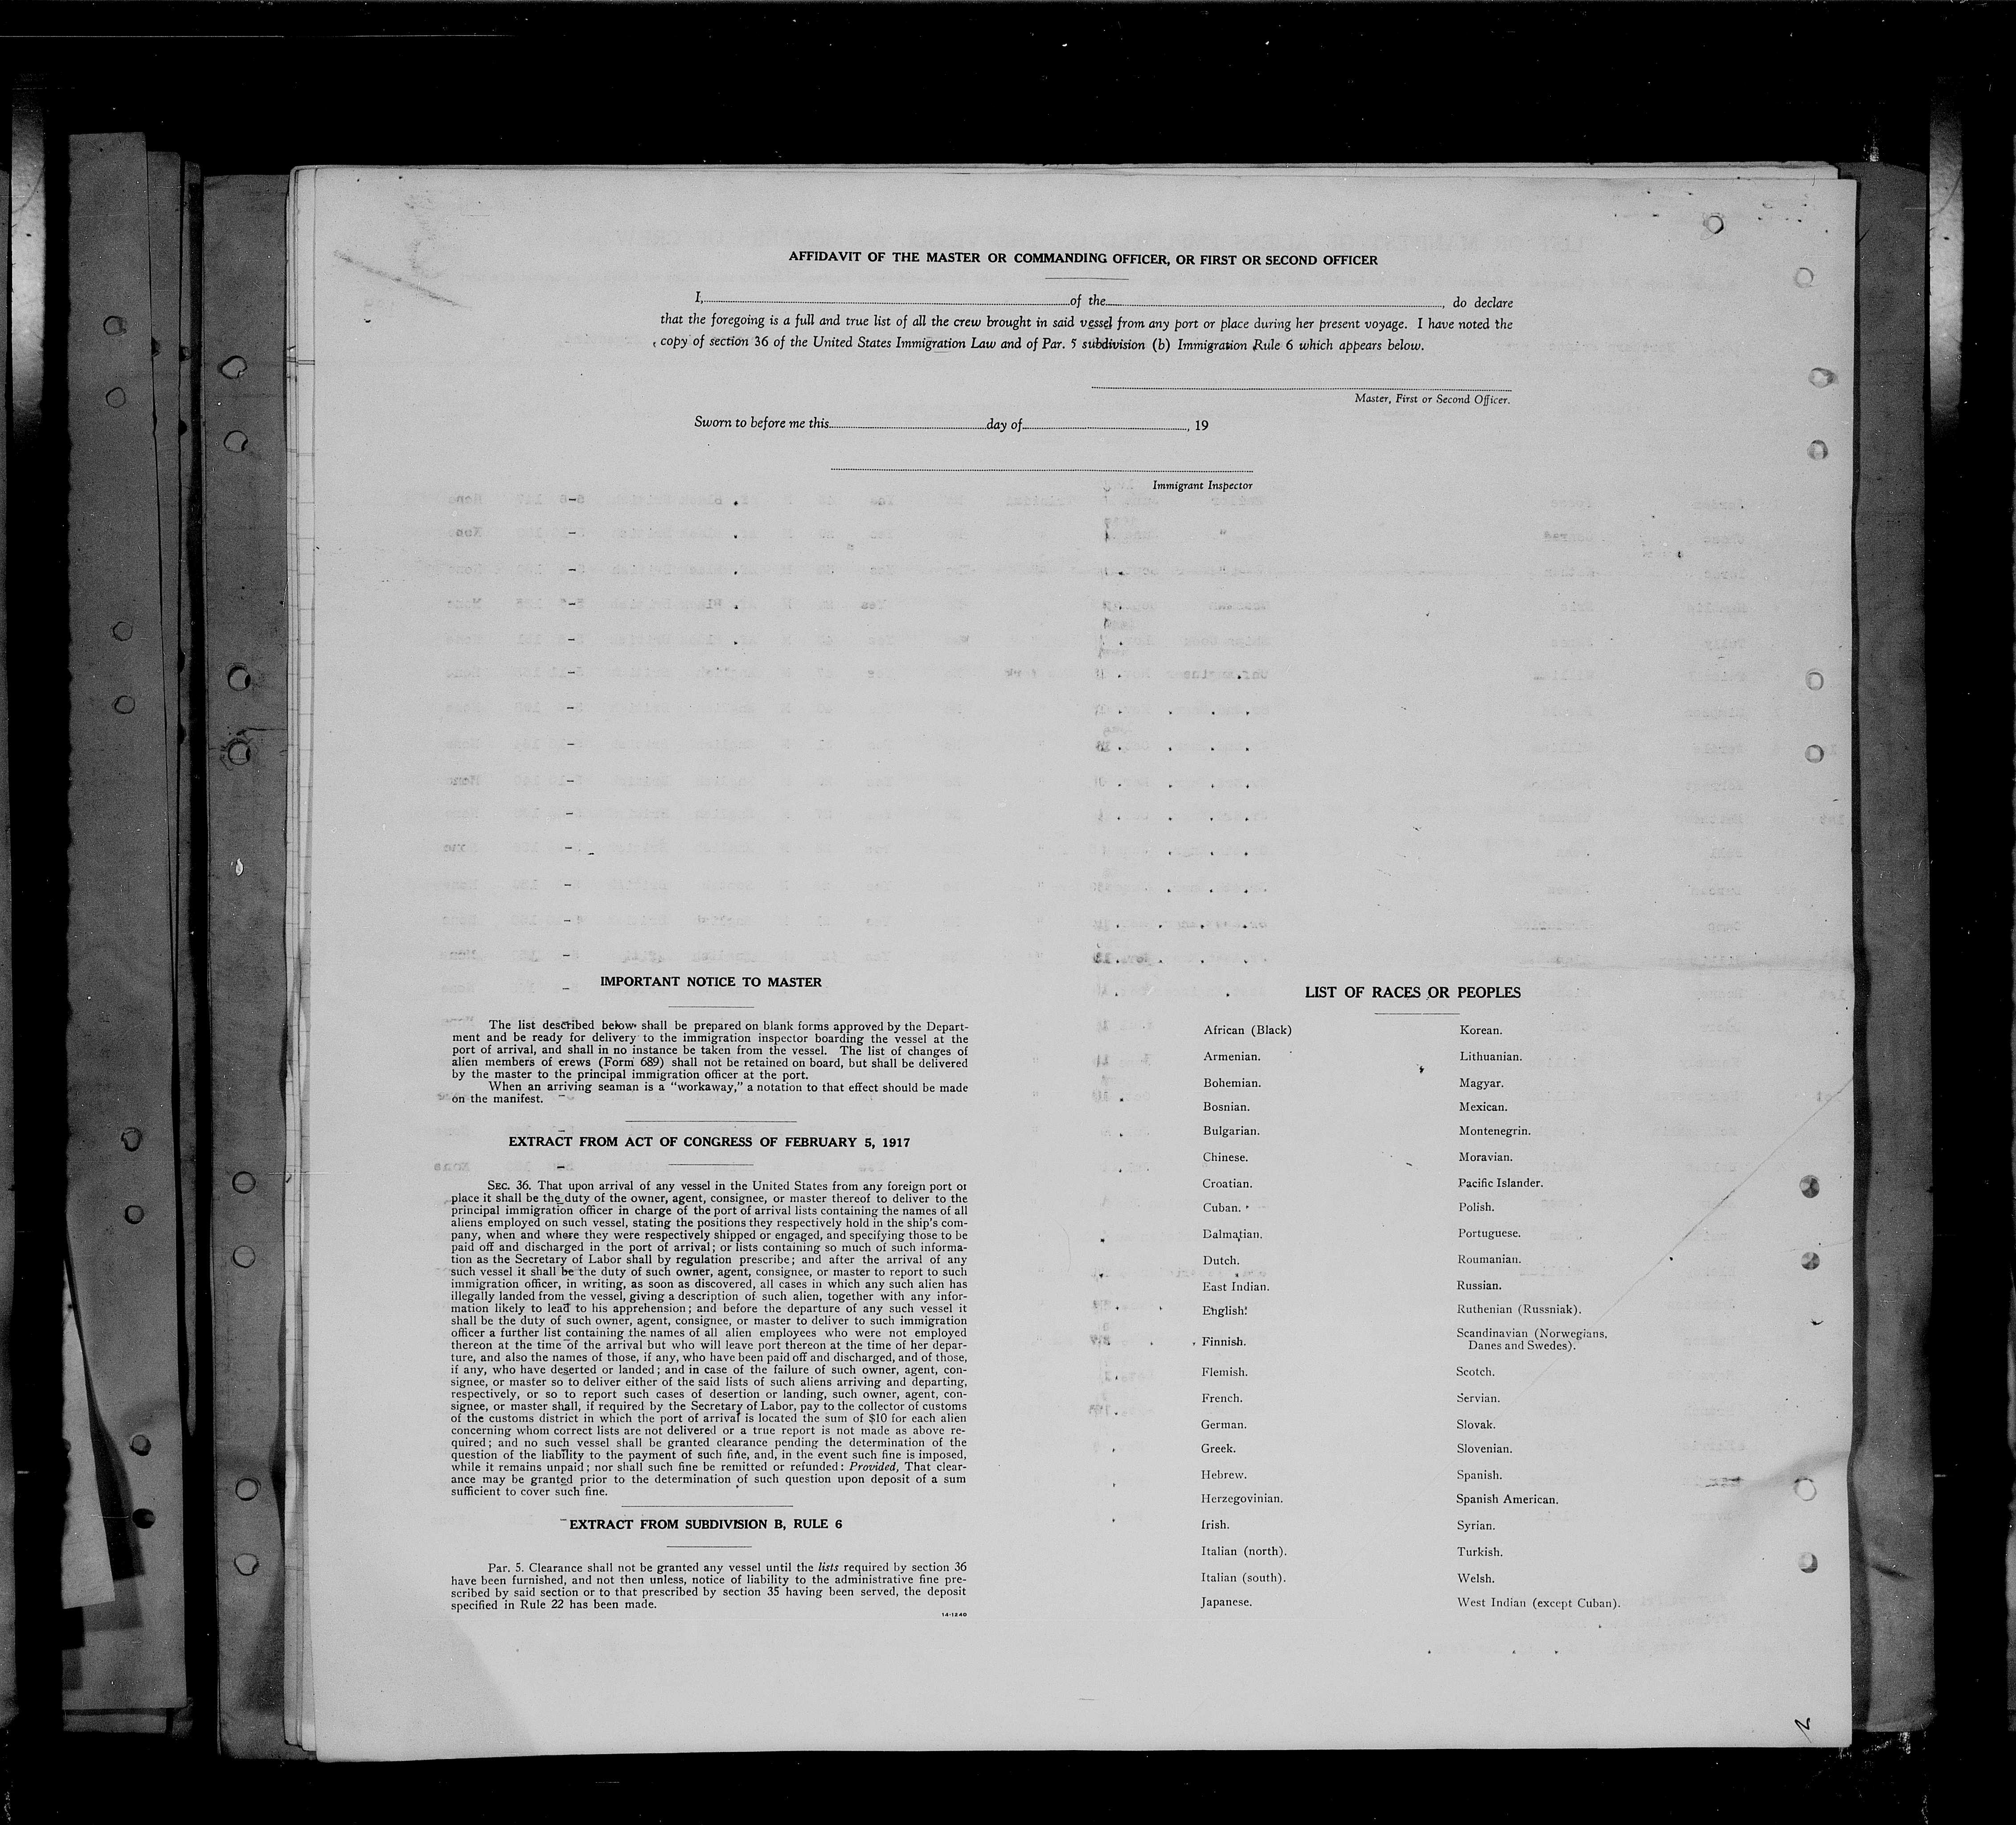 AFFIDAVIT OF THE MASTER OR COMMANDING OFFICER, OR FIRST OR SECOND OFFICER
I, of the , do declare
that the foregoing is a full and true list of all the crew brought in said vessel from any port or place during her present voyage. I have noted the
copy of section 36 of the United States Immigration Law and of Par. 5 subdivision (b) Immigration Rule 6 which appears below.
Master, First or Second Officer.
Sworn to before me this day of , 19
Immigrant Inspector
IMPORTANT NOTICE TO MASTER
The list described below shall be prepared on blank forms approved by the Depart-
ment and be ready for delivery to the immigration inspector boarding the vessel at the
port of arrival, and shall in no instance be taken from the vessel. The list of changes of
alien members of crews (Form 689) shall not be retained on board, but shall be delivered
by the master to the principal immigration officer at the port.
When an arriving seaman is a "workaway," a notation to that effect should be made
on the manifest.
EXTRACT FROM ACT OF CONGRESS OF FEBRUARY 5, 1917
SEC. 36. That upon arrival of any vessel in the United States from any foreign port or
place it shall be the duty of the owner, agent, consignee, or master thereof to deliver to the
principal immigration officer in charge of the port of arrival lists containing the names of all
aliens employed on such vessel, stating the positions they respectively hold in the ship's com-
pany, when and where they were respectively shipped or engaged, and specifying those to be
paid off and discharged in the port of arrival; or lists containing so much of such informa-
tion as the Secretary of Labor shall by regulation prescribe; and after the arrival of any
such vessel it shall be the duty of such owner, agent, consignee, or master to report to such
immigration officer, in writing, as soon as discovered, all cases in which any such alien has
illegally landed from the vessel, giving a description of such alien, together with any infor-
mation likely to lead to his apprehension; and before the departure of any such vessel it
shall be the duty of such owner, agent, consignee, or master to deliver to such immigration
officer a further list containing the names of all alien employees who were not employed
thereon at the time of the arrival but who will leave port thereon at the time of her depar-
ture, and also the names of those, if any, who have been paid off and discharged, and of those,
if any, who have deserted or landed; and in case of the failure of such owner, agent, con-
signee, or master so to deliver either of the said lists of such aliens arriving and departing,
respectively, or so to report such cases of desertion or landing, such owner, agent, con-
signee, or master shall, if required by the Secretary of Labor, pay to the collector of customs
of the customs district in which the port of arrival is located the sum of $10 for each alien
concerning whom correct lists are not delivered or a true report is not made as above re-
quired; and no such vessel shall be granted clearance pending the determination of the
question of the liability to the payment of such fine, and, in the event such fine is imposed,
while it remains unpaid; nor shall such fine be remitted or refunded: Provided, That clear-
ance may be granted prior to the determination of such question upon deposit of a sum
sufficient to cover such fine.
EXTRACT FROM SUBDIVISION B, RULE 6
Par. 5. Clearance shall not be granted any vessel until the lists required by section 36
have been furnished, and not then unless, notice of liability to the administrative fine pre-
scribed by said section or to that prescribed by section 35 having been served, the deposit
specified in Rule 22 has been made.
14-1240
LIST OF RACES OR PEOPLES
African (Black)
Armenian.
Bohemian.
Bosnian.
Bulgarian.
Chinese.
Croatian.
Cuban.
Dalmatian.
Dutch.
East Indian.
English.
Finnish.
Flemish.
French.
German.
Greek.
Hebrew.
Herzegovinian.
Irish.
Italian (north).
Italian (south).
Japanese.
Korean.
Lithuanian.
Magyar.
Mexican.
Montenegrin.
Moravian.
Pacific Islander.
Polish.
Portuguese.
Roumanian.
Russian.
Ruthenian (Russniak).
Scandinavian (Norwegians,
Danes and Swedes).
Scotch.
Servian.
Slovak.
Slovenian.
Spanish.
Spanish American.
Syrian.
Turkish.
Welsh.
West Indian (except Cuban).